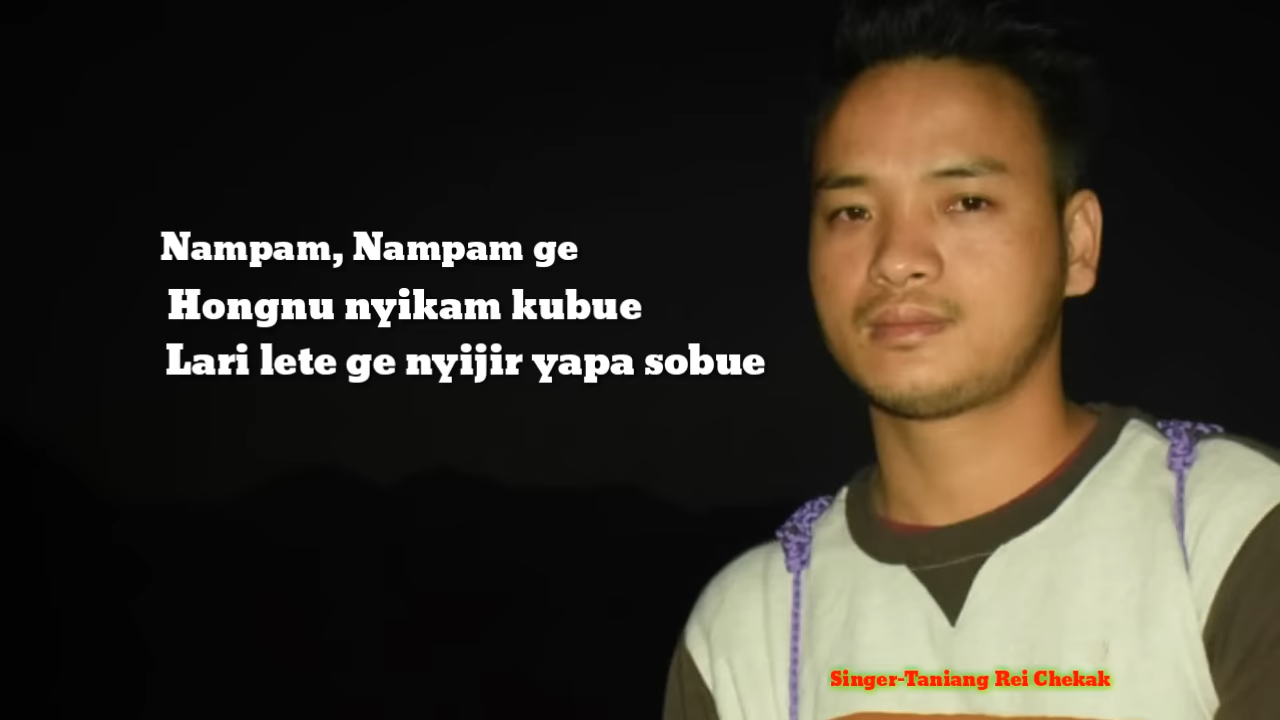 Nampam, Nampam ge
Hongnu nyikam kubue
Lari lete ge nyijir yapa sobue
Singer-Taniang Rei Chekak